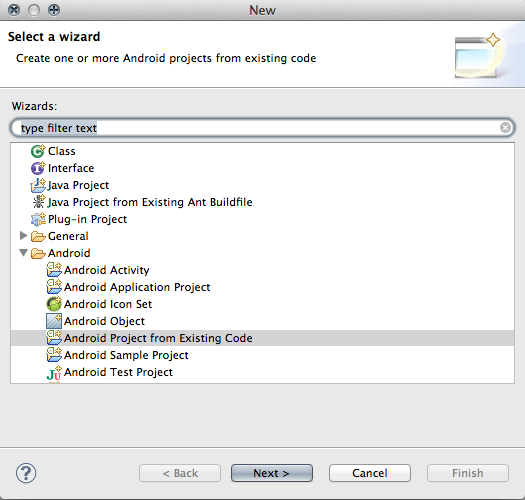 New
Select a wizard
Create one or more Android projects from existing code
Wizards:
type filter text
Class
Interface
Java Project
Java Project from Existing Ant Buildfile
Plug-in Project
General
Android
Android Activity
Android Application Project
Android Icon Set
Android Object
Android Project from Existing Code
Android Sample Project
Android Test Project
< Back Next > Cancel Finish